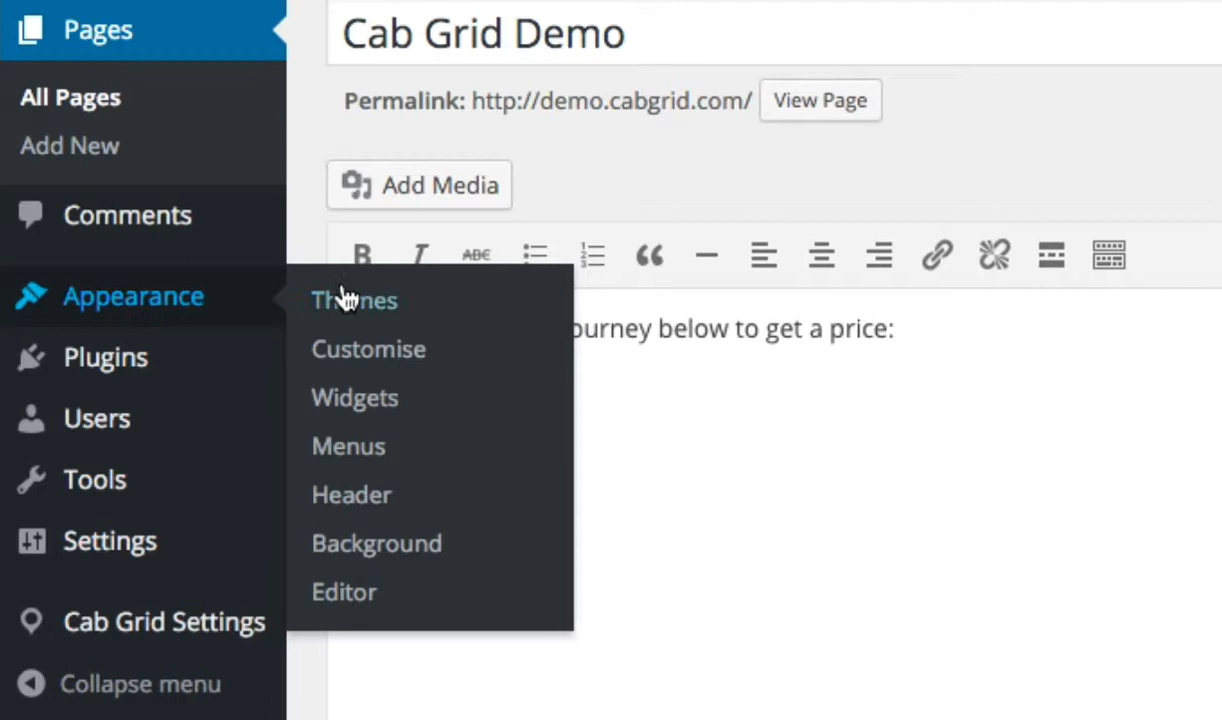 Pages
All Pages
Add New
Comments
Appearance
Plugins
Users
Tools
Settings
Cab Grid Settings
Collapse menu
Themes
Customise
Widgets
Menus
Header
Background
Editor
Cab Grid Demo
Permalink: http://demo.cabgrid.com/ View Page
Add Media
B I ABC
below to get a price: